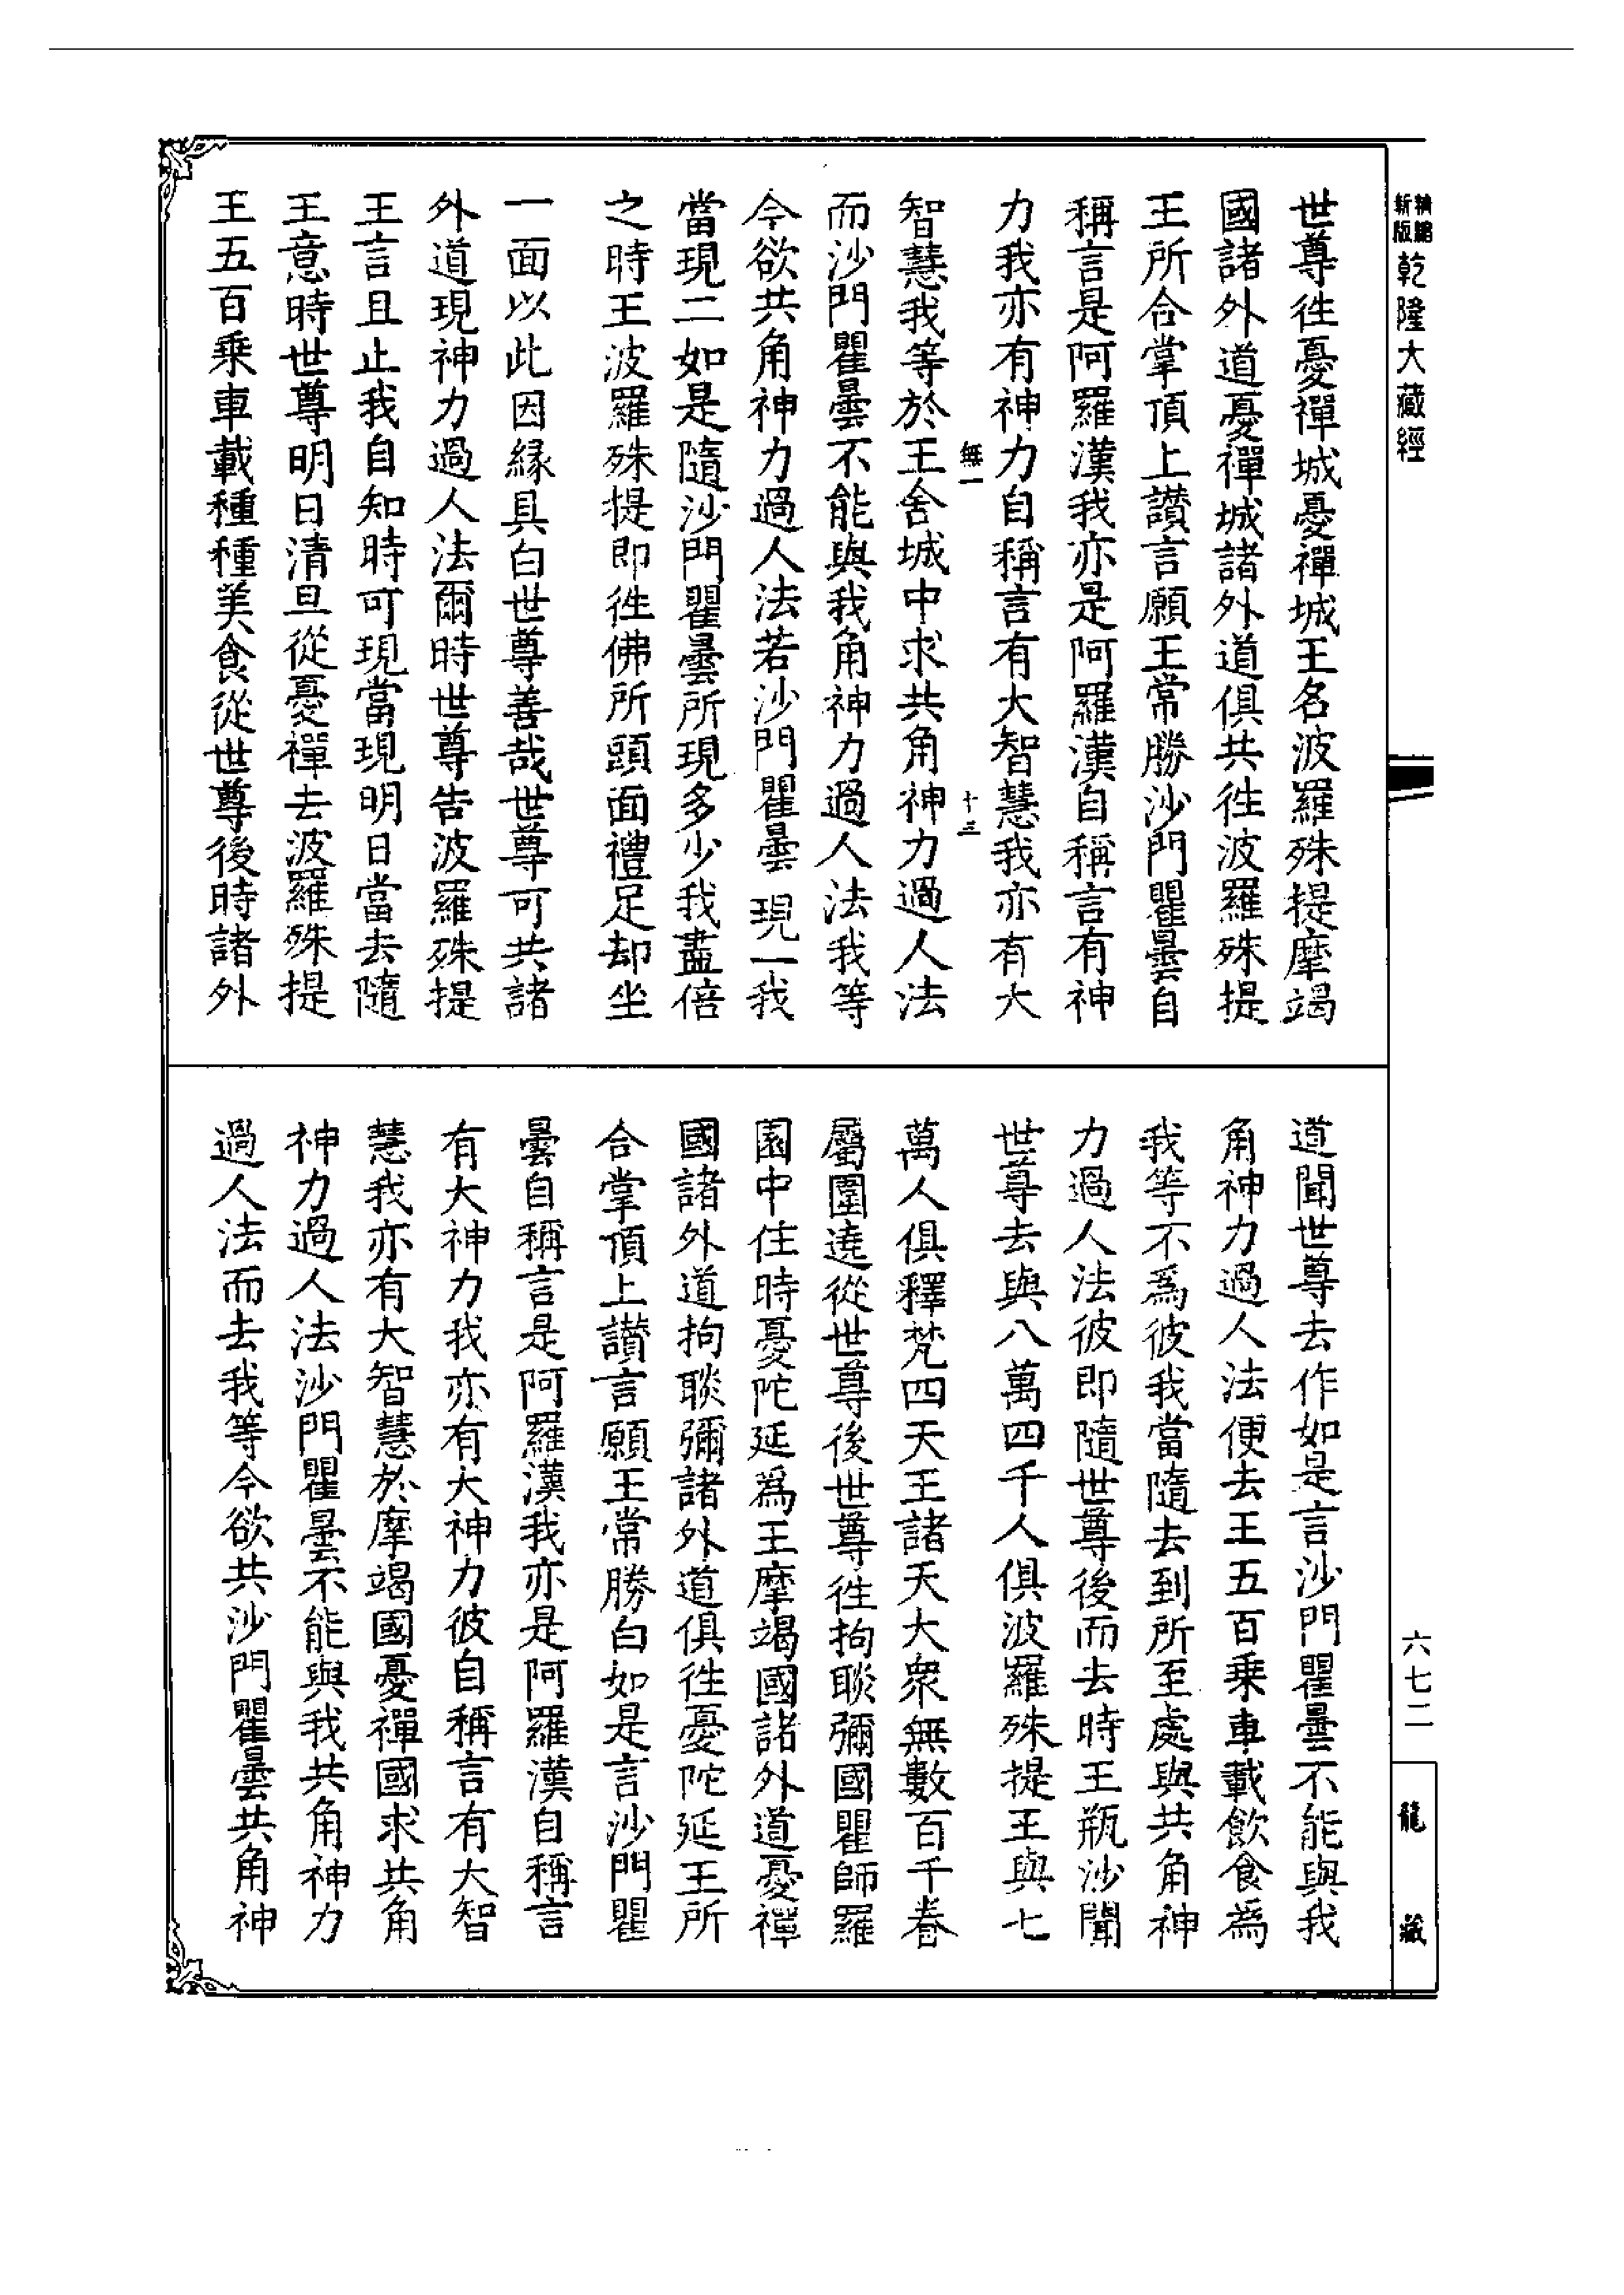 精縮新版乾隆大藏經
世尊徃憂禪城憂禪城王名波羅殊提摩竭
國諸外道憂禪城諸外道俱共徃波羅殊提
王所合掌頂上讚言願王常勝沙門瞿曇自
稱言是阿羅漢我亦是阿羅漢自稱言有神
力我亦有神力自稱言有大智慧我亦有大
無一 十三
智慧我等於王舍城中求共角神力過人法
而沙門瞿曇不能與我角神力過人法我等
今欲共角神力過人法若沙門瞿曇現一我
當現二如是隨沙門瞿曇所現多少我盡倍
之時王波羅殊提即徃佛所頭面禮足却坐
一面以此因緣具白世尊善哉世尊可共諸
外道現神力過人法爾時世尊告波羅殊提
王言且止我自知時可現當現明日當去隨
王意時世尊明日清旦從憂禪去波羅殊提
王五百乗車載種種美食從世尊後時諸外
道聞世尊去作如是言沙門瞿曇不能與我
角神力過人法便去王五百乗車載飲食為
我等不為彼我當隨去到所至處與共角神
力過人法彼即隨世尊後而去時王瓶沙聞
世尊去與八萬四千人俱波羅殊提王與七
萬人俱釋梵四天王諸天大衆無數百千眷
屬圍遶從世尊後世尊徃拘睒彌國瞿師羅
園中住時憂陀延為王摩竭國諸外道憂禪
國諸外道拘睒彌諸外道俱徃憂陀延王所
合掌頂上讚言願王常勝白如是言沙門瞿
曇自稱言是阿羅漢我亦是阿羅漢自稱言
有大神力我亦有大神力彼自稱言有大智
慧我亦有大智慧於摩竭國憂禪國求共角
神力過人法沙門瞿曇不能與我共角神力
過人法而去我等今欲共沙門瞿曇共角神
六七二
龍藏